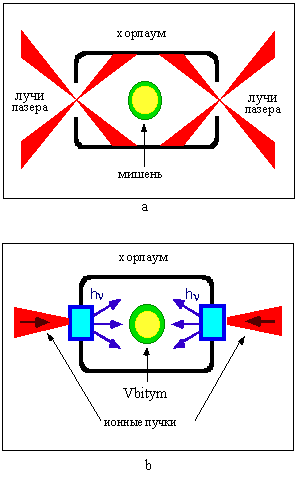 хорлаум
лучи лазера
лучи лазера
мишень
a
хорлаум
hν
hν
Vbitym
ионные пучки
b